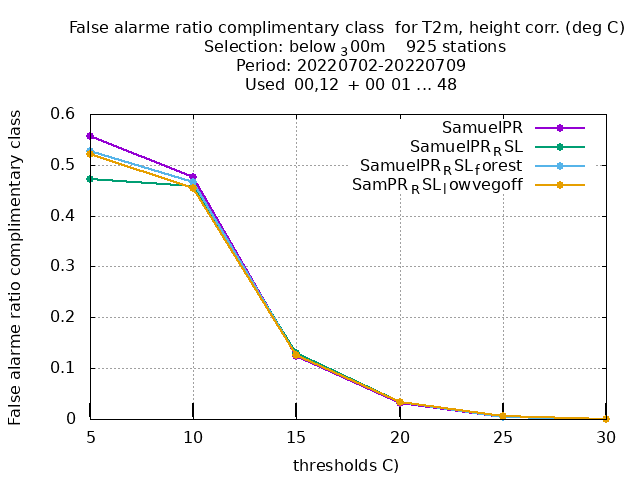 False alarme ratio complimentary class  for T2m, height corr. (deg C)
Selection: below ₃00m    925 stations
Period: 20220702-20220709
Used  00,12  + 00 01 ... 48
False alarme ratio complimentary class
0.6
0.5
0.4
0.3
0.2
0.1
0
SamuelPR
SamuelPR_RSL
SamuelPR_RSL_forest
SamPR_RSL_lowvegoff
5 10 15 20 25 30
thresholds C)